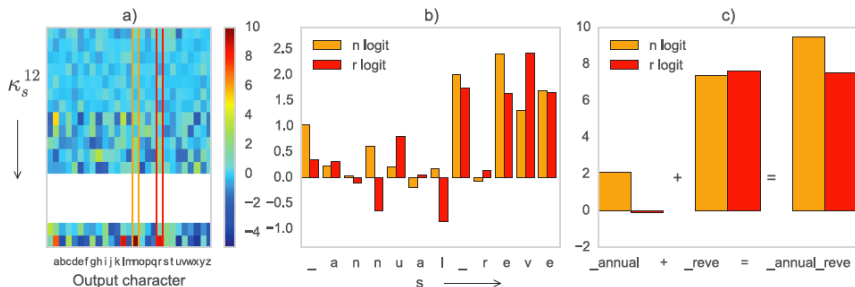 a)
κ_s^12
10
8
6
4
2
0
−2
−4
abcdefghijklmnopqrstuvwxyz
Output character
b)
n logit
r logit
2.5
2.0
1.5
1.0
0.5
0.0
−0.5
−1.0
_ a n n u a l _ r e v e
s
c)
n logit
r logit
10
8
6
4
2
0
−2
+ =
_annual + _reve = _annual_reve